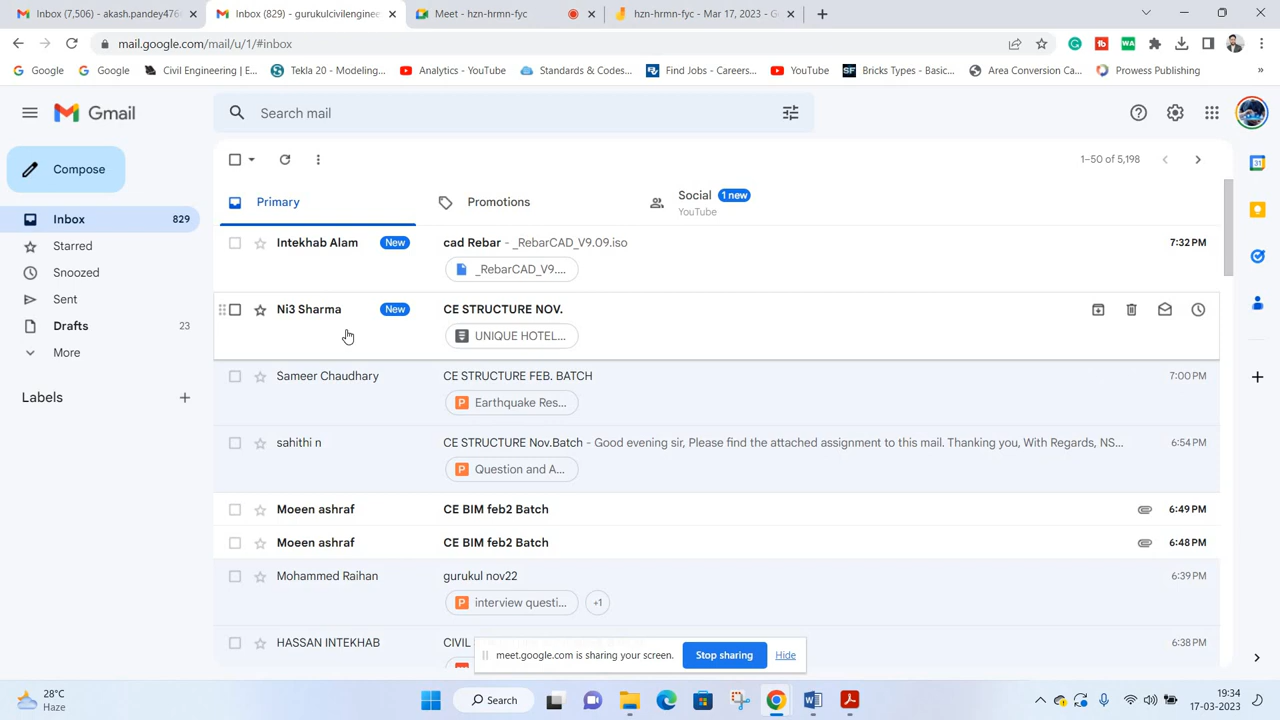 Inbox (7,506) - akash.pandey476
Inbox (829) - gurukulcivilenginee
Meet - hzn-hrmn-fyc
hzn-hrmn-fyc - Mar 17, 2023 - G
mail.google.com/mail/u/1/#inbox
Google
Google
Civil Engineering | E...
Tekla 20 - Modeling...
Analytics - YouTube
Standards & Codes...
Find Jobs - Careers...
YouTube
Bricks Types - Basic...
Area Conversion Ca...
Prowess Publishing
Gmail
Search mail
Compose
1–50 of 5,198
Inbox 829
Starred
Snoozed
Sent
Drafts 23
More
Labels
Primary
Promotions
Social 1 new
YouTube
Intekhab Alam New cad Rebar - _RebarCAD_V9.09.iso 7:32 PM
_RebarCAD_V9....
Ni3 Sharma New CE STRUCTURE NOV.
UNIQUE HOTEL...
Sameer Chaudhary CE STRUCTURE FEB. BATCH 7:00 PM
Earthquake Res...
sahithi n CE STRUCTURE Nov.Batch - Good evening sir, Please find the attached assignment to this mail. Thanking you, With Regards, NS... 6:54 PM
Question and A...
Moeen ashraf CE BIM feb2 Batch 6:49 PM
Moeen ashraf CE BIM feb2 Batch 6:48 PM
Mohammed Raihan gurukul nov22 6:39 PM
interview questi... +1
HASSAN INTEKHAB CIVIL 6:38 PM
meet.google.com is sharing your screen. Stop sharing Hide
28°C
Haze
Search
19:34
17-03-2023